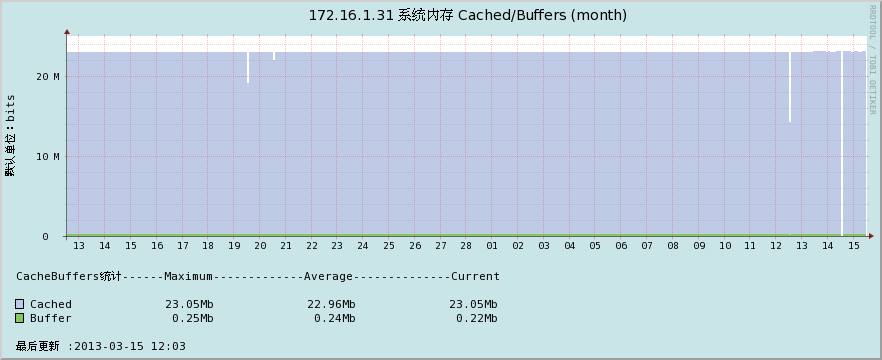 172.16.1.31 系统内存 Cached/Buffers (month)
RRDTOOL / TOBI OETIKER
默认单位：bits
20 M
10 M
0
13 14 15 16 17 18 19 20 21 22 23 24 25 26 27 28 01 02 03 04 05 06 07 08 09 10 11 12 13 14 15
CacheBuffers统计------Maximum-------------Average--------------Current
Cached 23.05Mb 22.96Mb 23.05Mb
Buffer 0.25Mb 0.24Mb 0.22Mb
最后更新 :2013-03-15 12:03